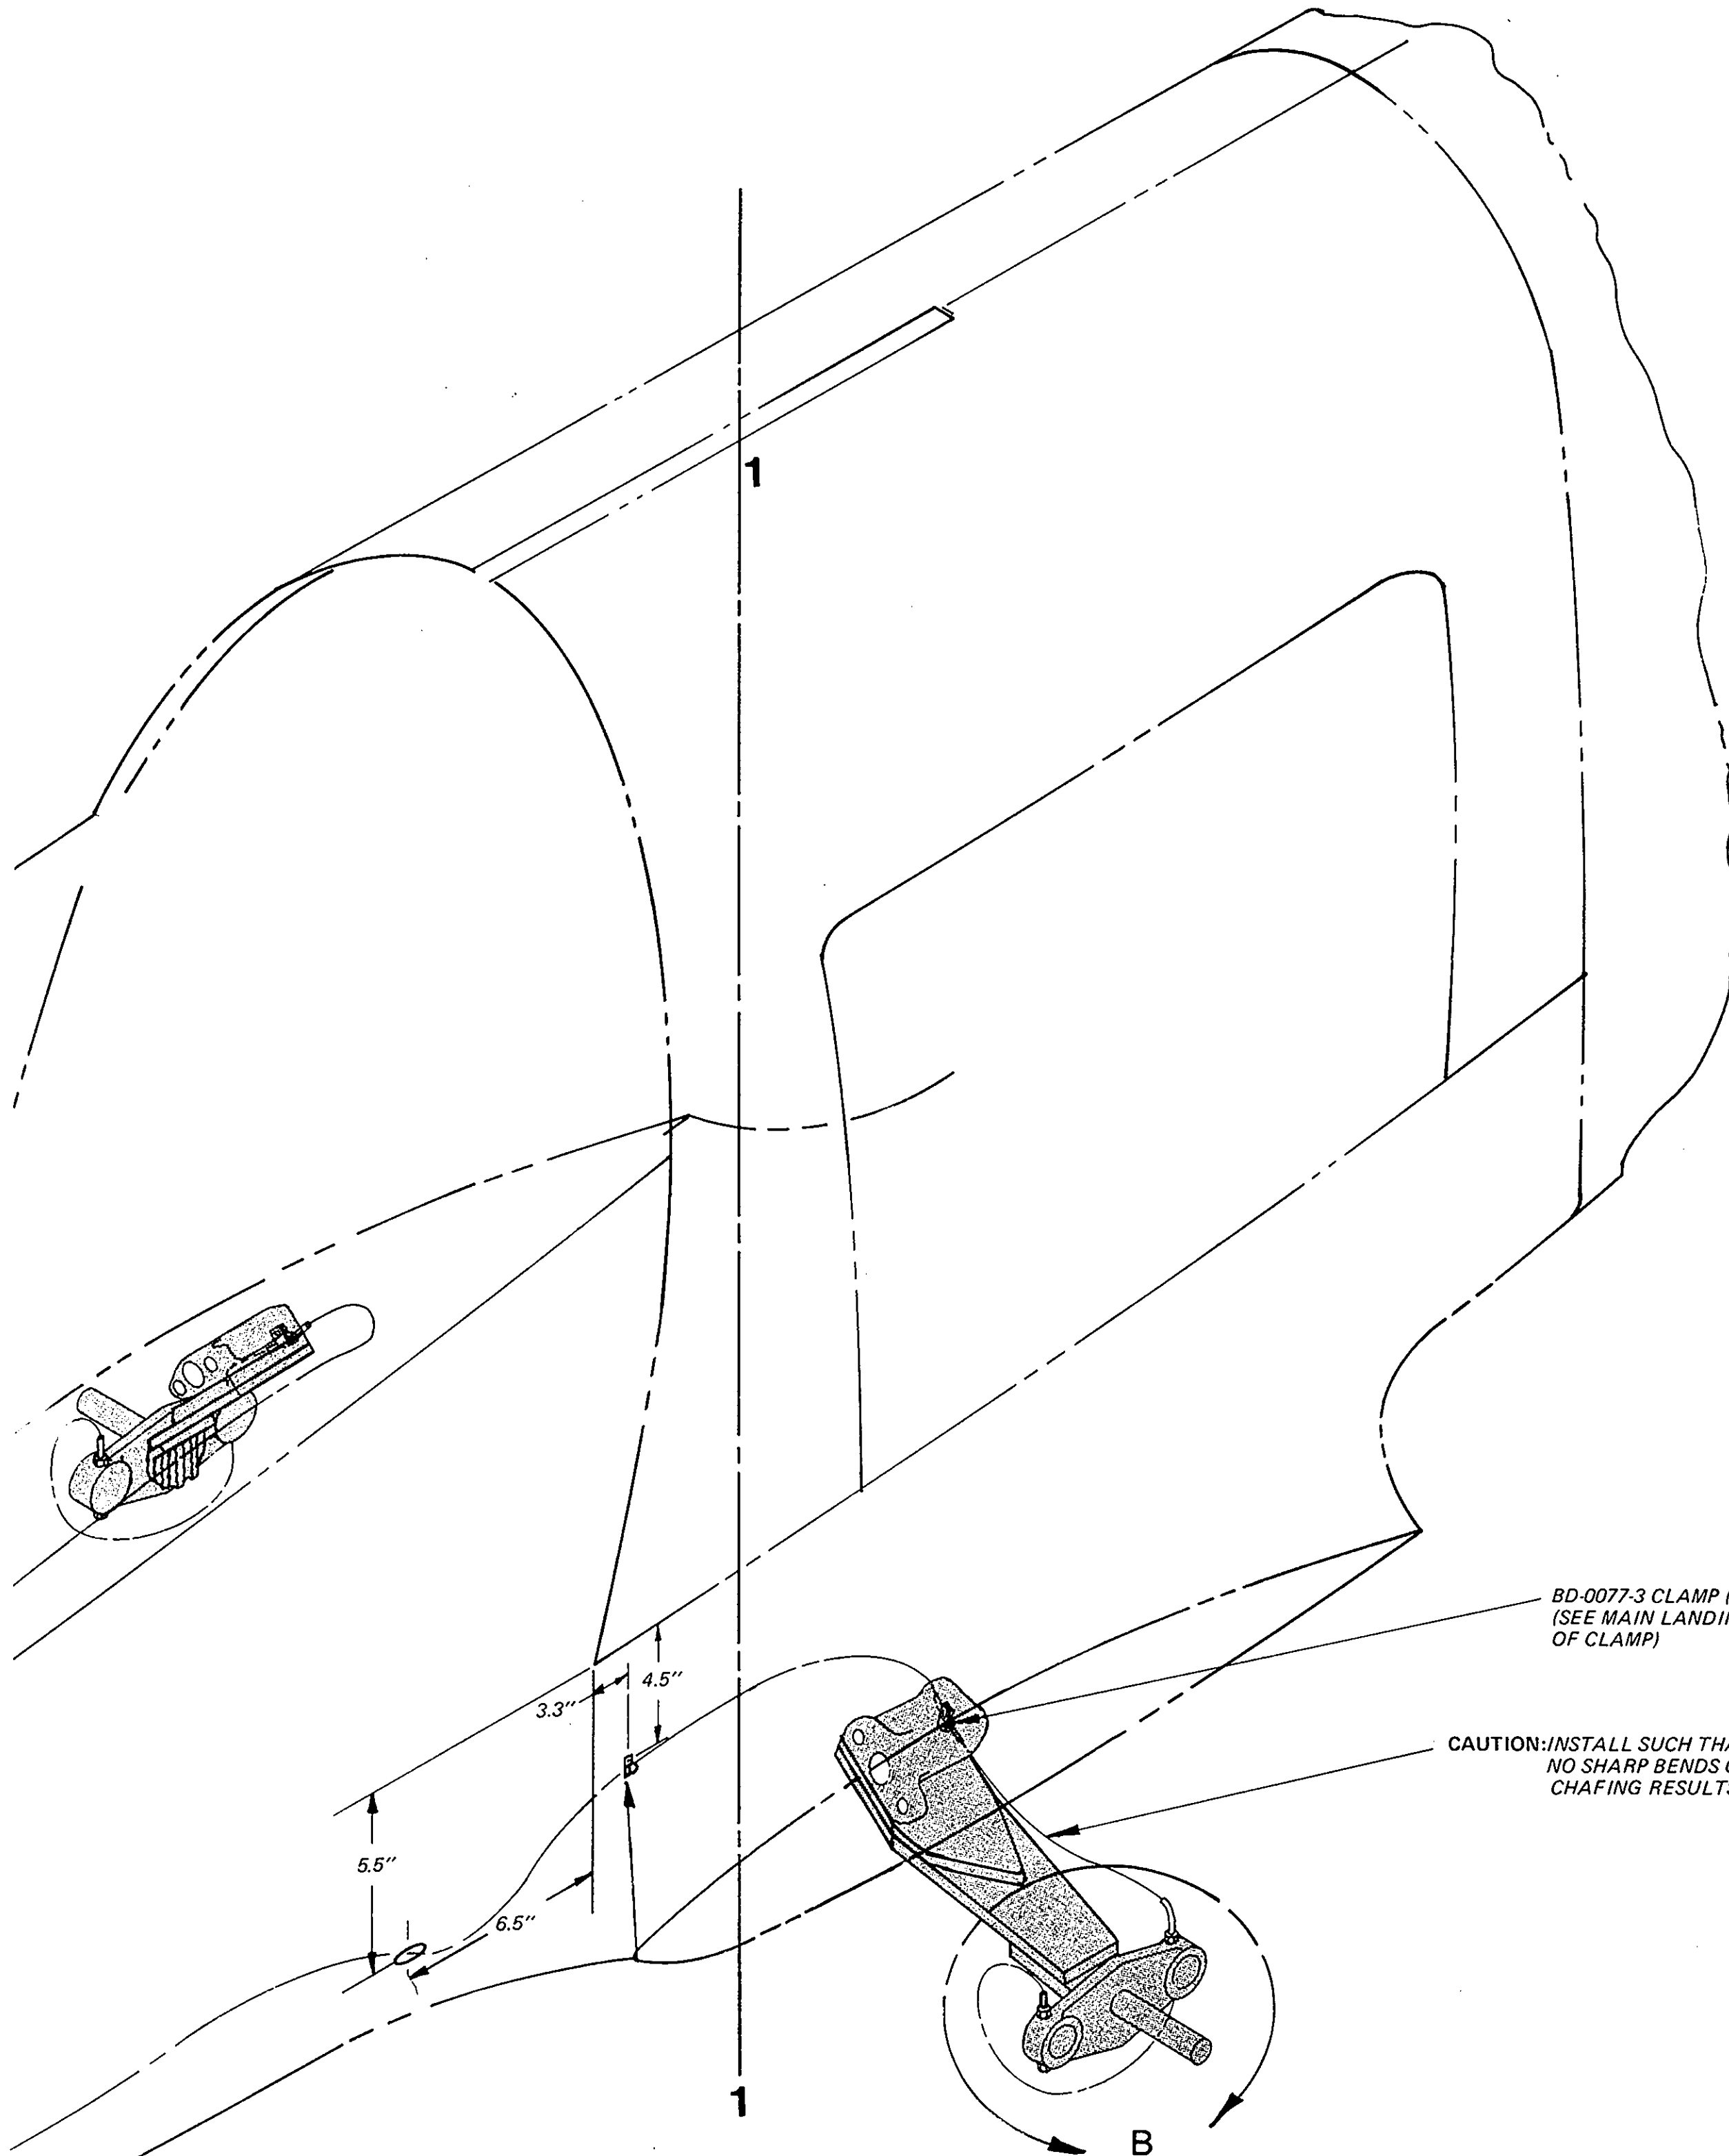 1
BD-0077-3 CLAMP (
(SEE MAIN LANDI
OF CLAMP)
4.5"
3.3"
CAUTION: INSTALL SUCH THA
NO SHARP BENDS
CHAFING RESULTS
5.5"
6.5"
1
B